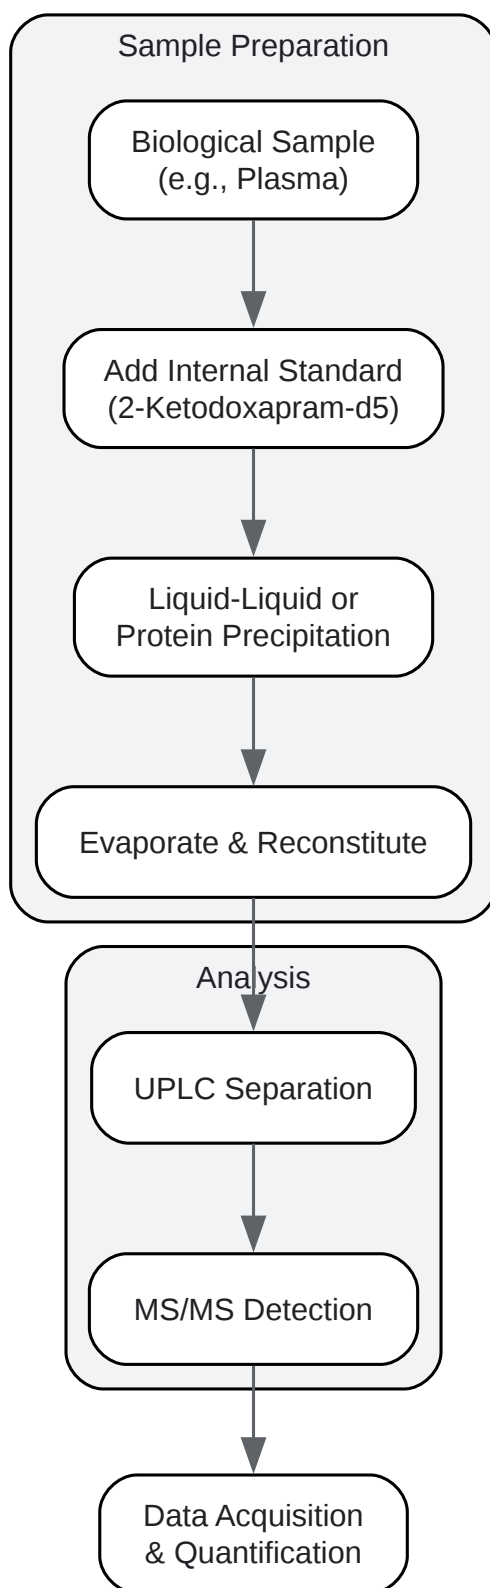 Sample Preparation
Biological Sample
(e.g., Plasma)
Add Internal Standard
(2-Ketodoxapram-d5)
Liquid-Liquid or
Protein Precipitation
Evaporate & Reconstitute
Analysis
UPLC Separation
MS/MS Detection
Data Acquisition
& Quantification